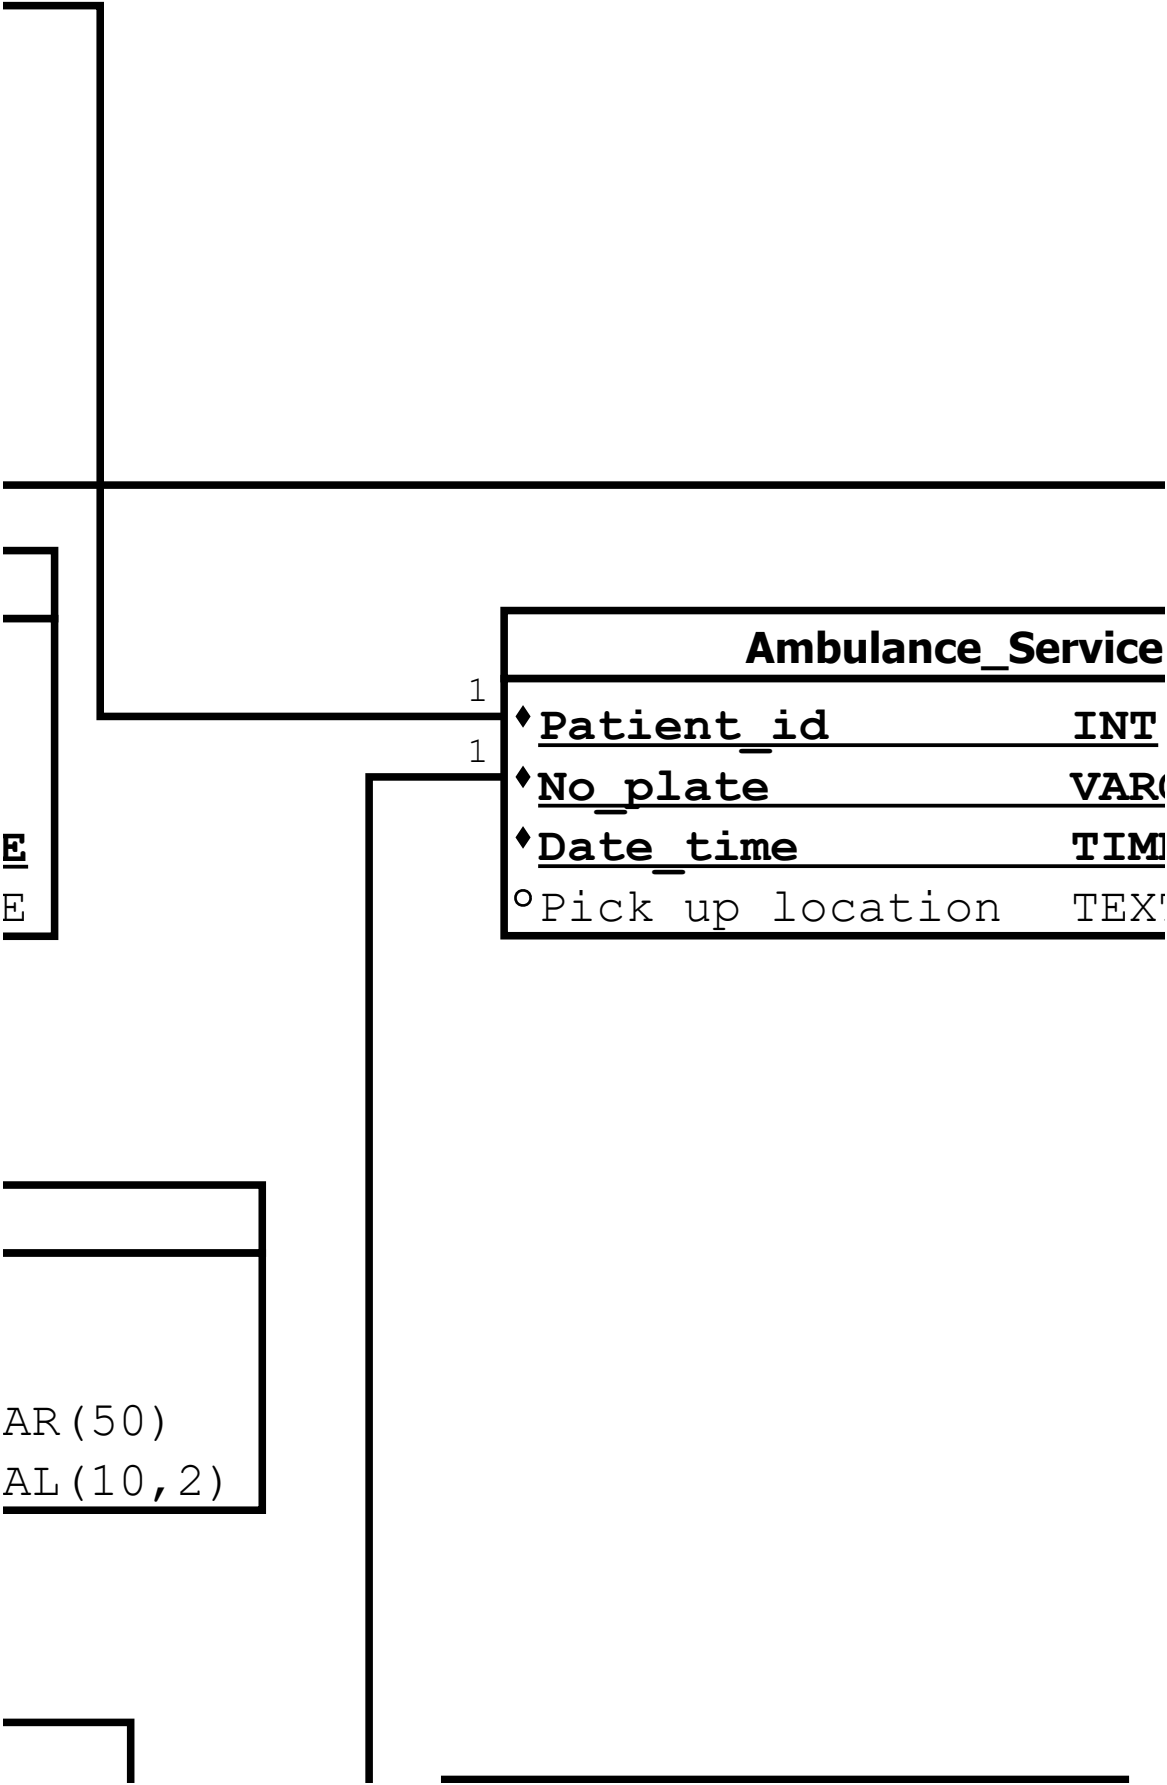 Ambulance_Service
1
Patient_id INT
1
No_plate
Date_time
Pick up location
E
E
AR(50)
AL(10,2)